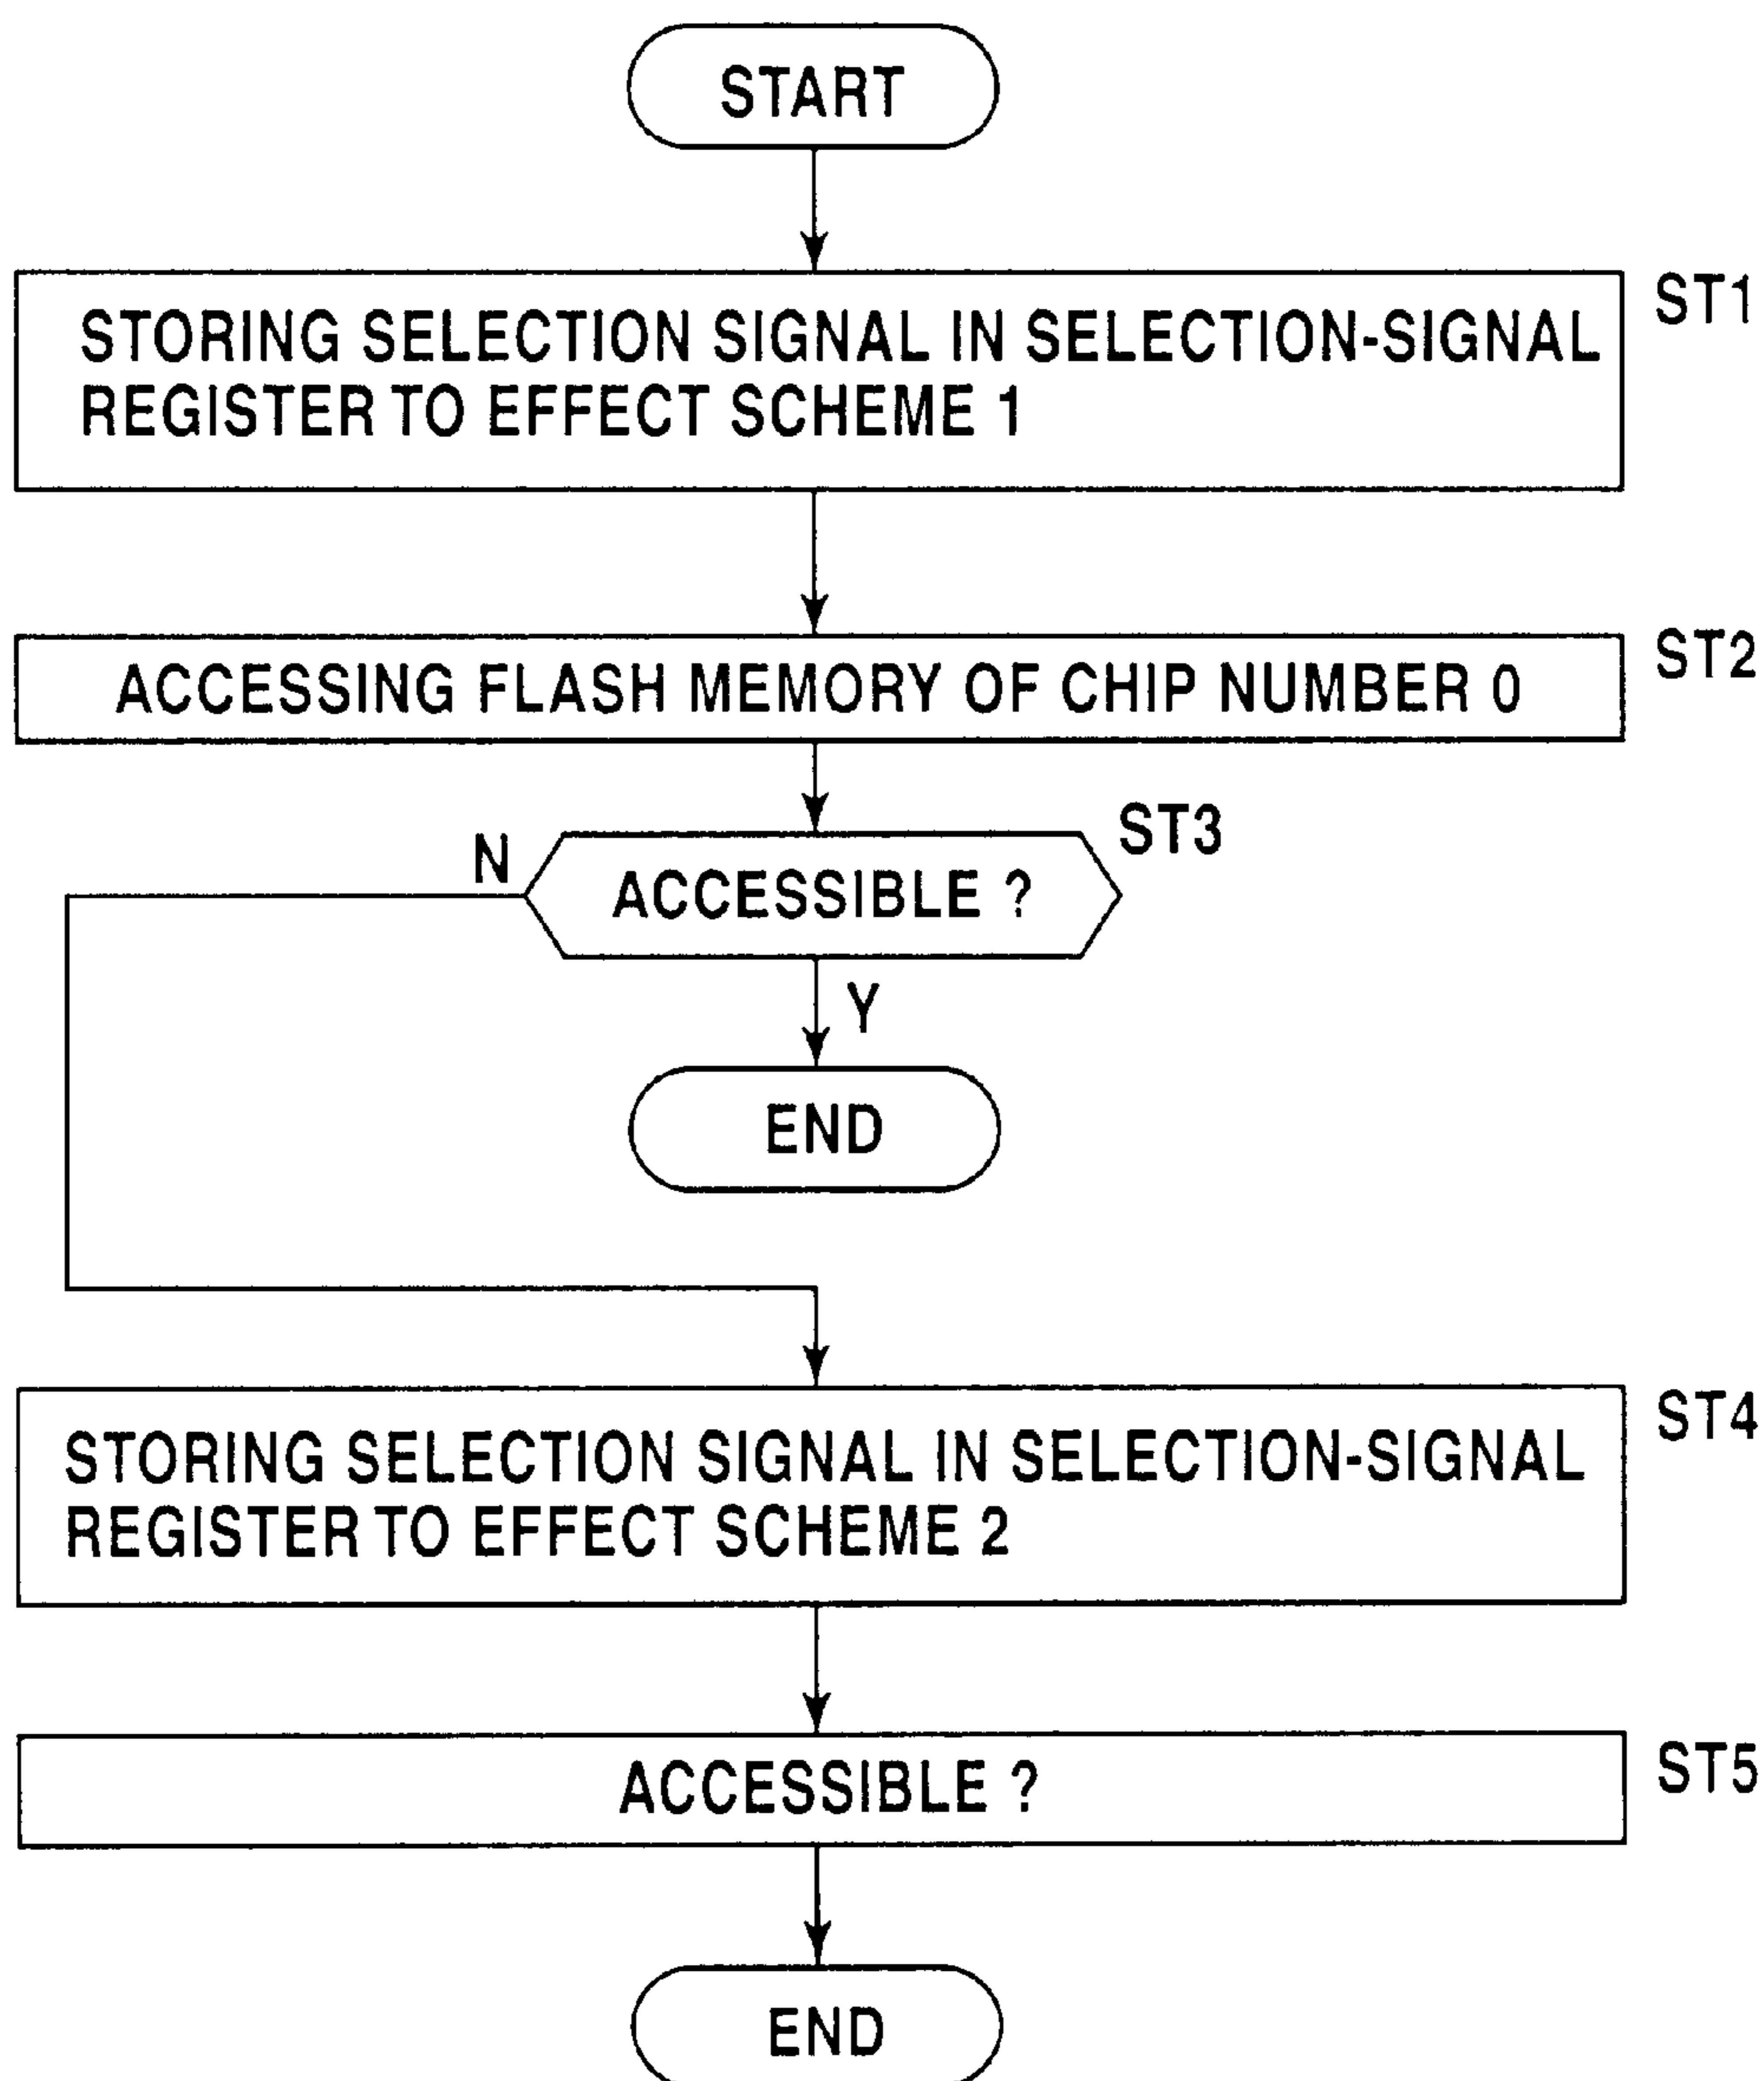 START
ST1
STORING SELECTION SIGNAL IN SELECTION-SIGNAL
REGISTER TO EFFECT SCHEME 1
ST2
ACCESSING FLASH MEMORY OF CHIP NUMBER 0
ST3
N
ACCESSIBLE ?
Y
END
ST4
STORING SELECTION SIGNAL IN SELECTION-SIGNAL
REGISTER TO EFFECT SCHEME 2
ST5
ACCESSIBLE ?
END